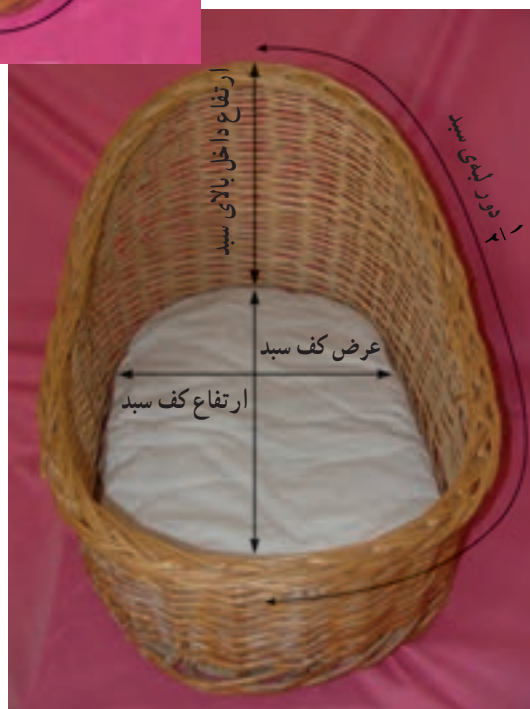 ارتفاع داخل بالای سبد
۱/۲ دور لبه‌ی سبد
عرض کف سبد
ارتفاع کف سبد